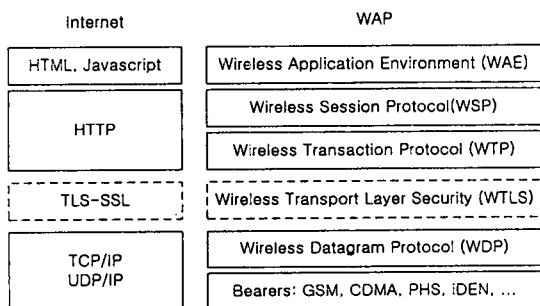 Internet
WAP
HTML, Javascript
Wireless Application Environment (WAE)
HTTP
Wireless Session Protocol(WSP)
Wireless Transaction Protocol (WTP)
TLS-SSL
Wireless Transport Layer Security (WTLS)
TCP/IP
UDP/IP
Wireless Datagram Protocol (WDP)
Bearers: GSM, CDMA, PHS, iDEN, ...